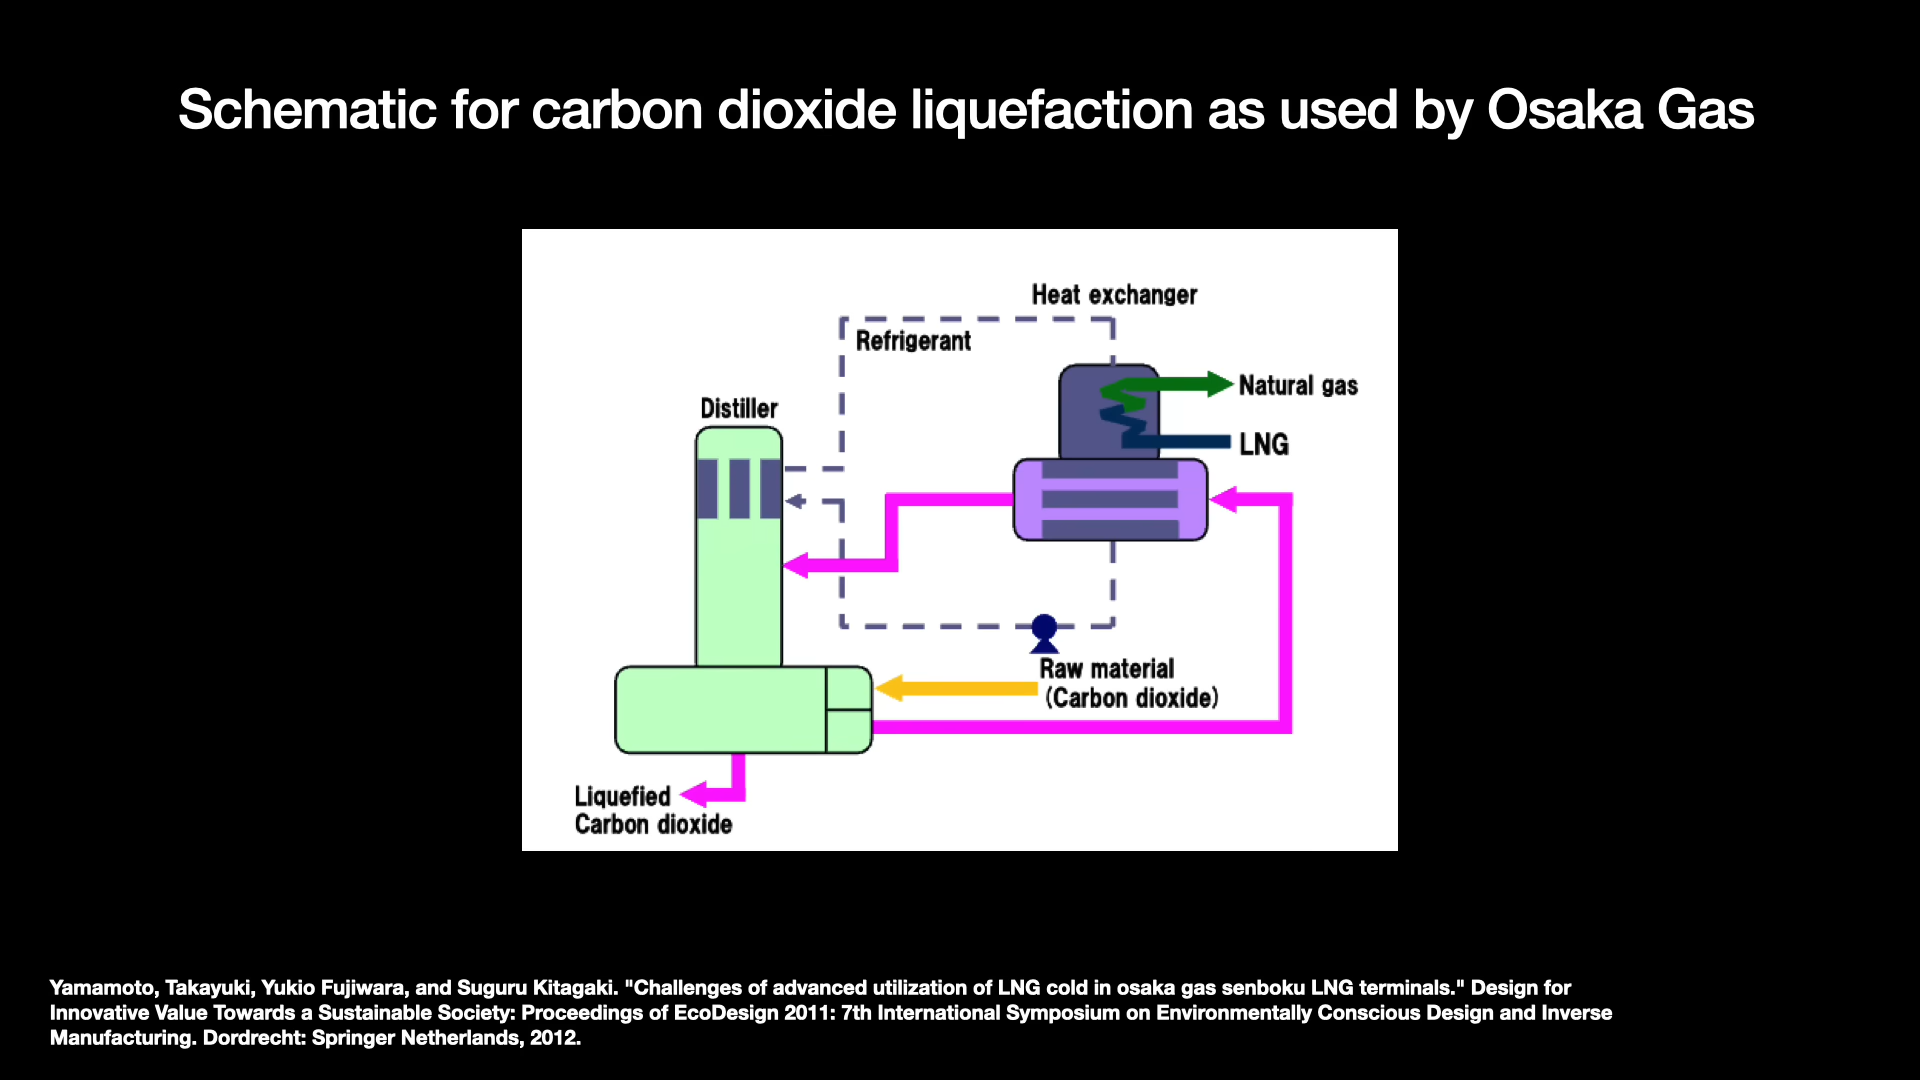 Schematic for carbon dioxide liquefaction as used by Osaka Gas
Heat exchanger
Refrigerant
Natural gas
Distiller
LNG
Raw material
(Carbon dioxide)
Liquefied
Carbon dioxide
Yamamoto, Takayuki, Yukio Fujiwara, and Suguru Kitagaki. "Challenges of advanced utilization of LNG cold in osaka gas senboku LNG terminals." Design for
Innovative Value Towards a Sustainable Society: Proceedings of EcoDesign 2011: 7th International Symposium on Environmentally Conscious Design and Inverse
Manufacturing. Dordrecht: Springer Netherlands, 2012.